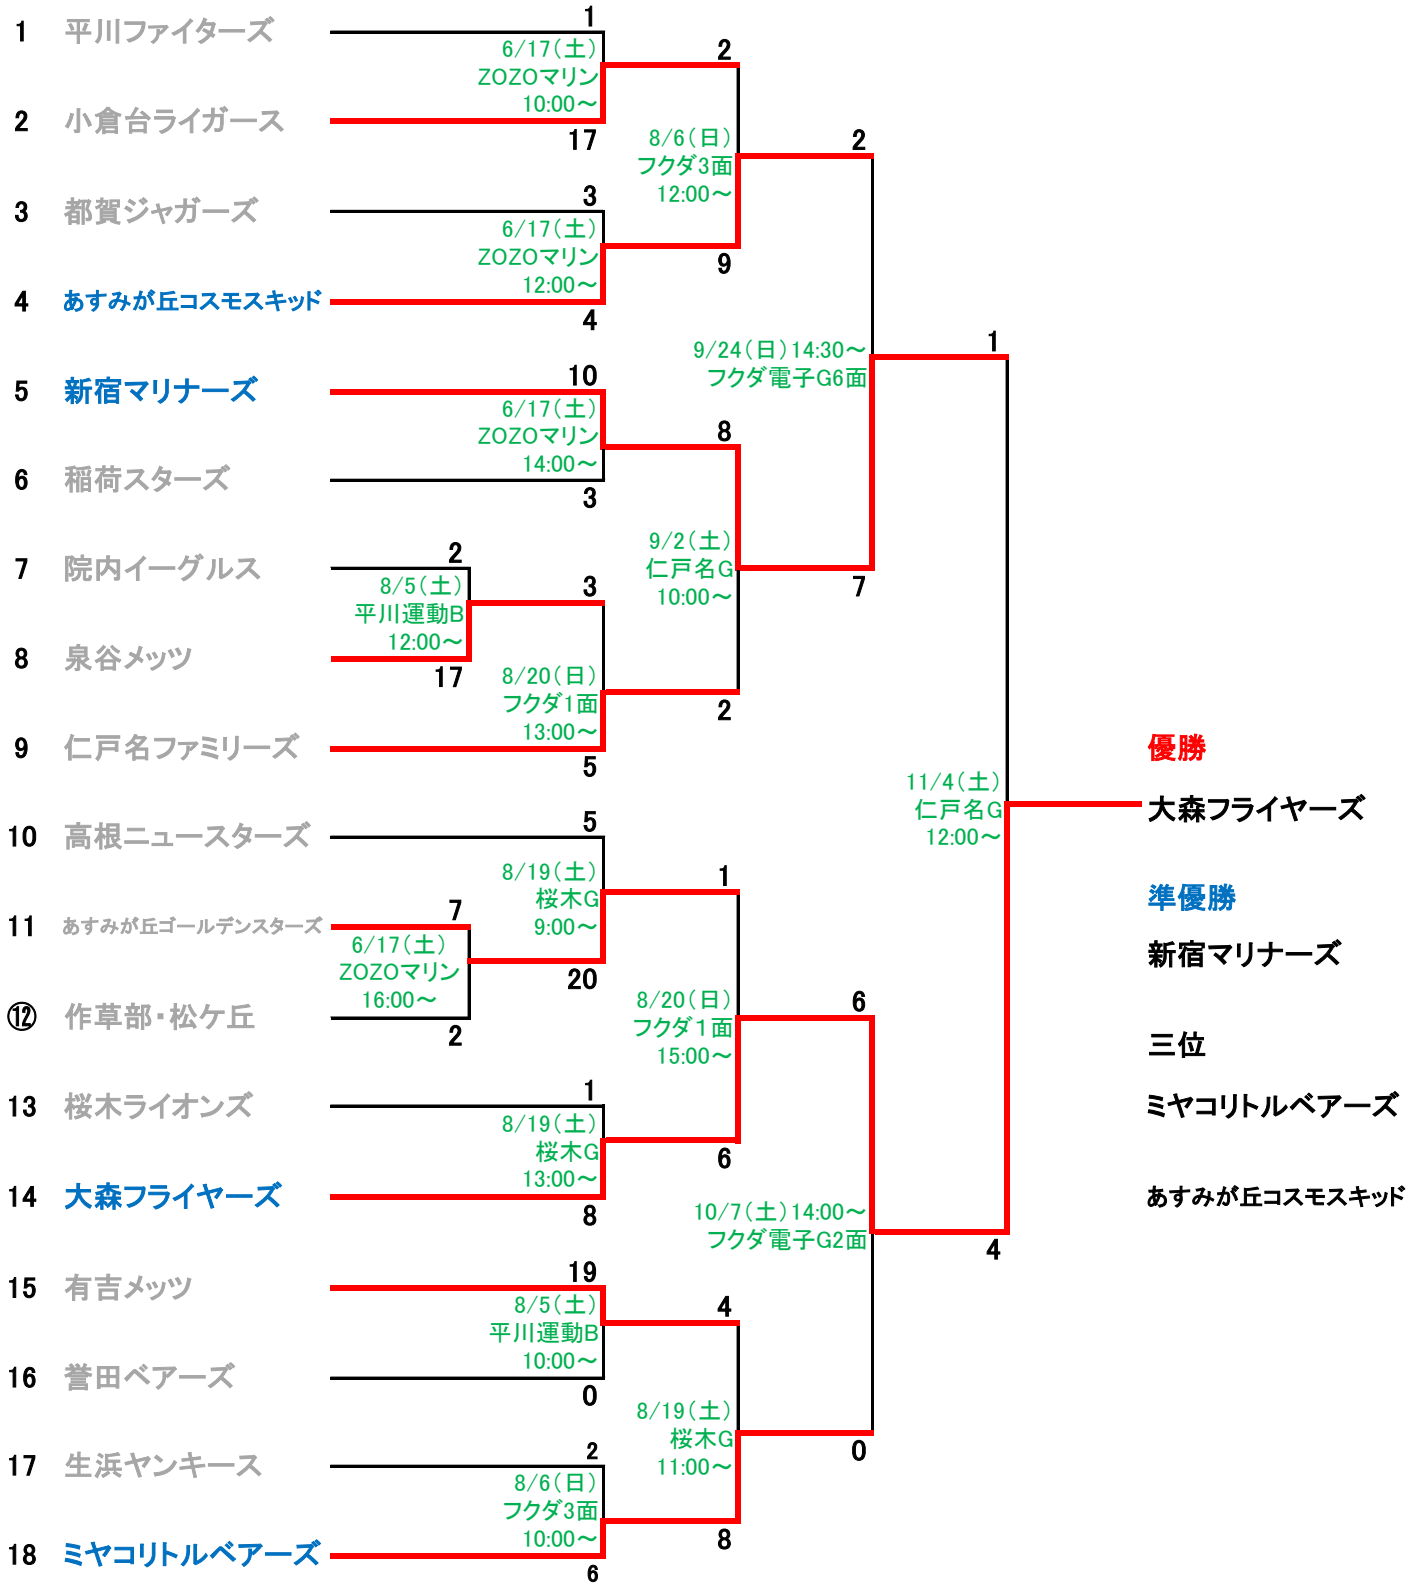 1
1 平川ファイターズ
6/17(土)
ZOZOマリン
10:00~
2
2 小倉台ライガース
17
8/6(日)
フクダ3面
12:00~
2
3
3 都賀ジャガーズ
6/17(土)
ZOZOマリン
12:00~
9
4 あすみが丘コスモスキッド
4
9/24(日)14:30~
フクダ電子G6面
1
10
5 新宿マリナーズ
6/17(土)
ZOZOマリン
14:00~
8
6 稲荷スターズ
3
9/2(土)
仁戸名G
10:00~
7
2
7 院内イーグルス
8/5(土)
平川運動B
12:00~
3
8 泉谷メッツ
17
8/20(日)
フクダ1面
13:00~
2
9 仁戸名ファミリーズ
5
優勝
11/4(土)
仁戸名G
12:00~
大森フライヤーズ
5
10 高根ニュースターズ
8/19(土)
桜木G
9:00~
1
準優勝
7
11 あすみが丘ゴールデンスターズ
6/17(土)
ZOZOマリン
16:00~
20
新宿マリナーズ
⑫ 作草部・松ケ丘
2
8/20(日)
フクダ1面
15:00~
6
三位
1
13 桜木ライオンズ
8/19(土)
桜木G
13:00~
6
ミヤコリトルベアーズ
14 大森フライヤーズ
8
10/7(土)14:00~
フクダ電子G2面
4
あすみが丘コスモスキッド
19
15 有吉メッツ
8/5(土)
平川運動B
10:00~
4
16 誉田ベアーズ
0
8/19(土)
桜木G
11:00~
0
2
17 生浜ヤンキース
8/6(日)
フクダ3面
10:00~
8
18 ミヤコリトルベアーズ
6